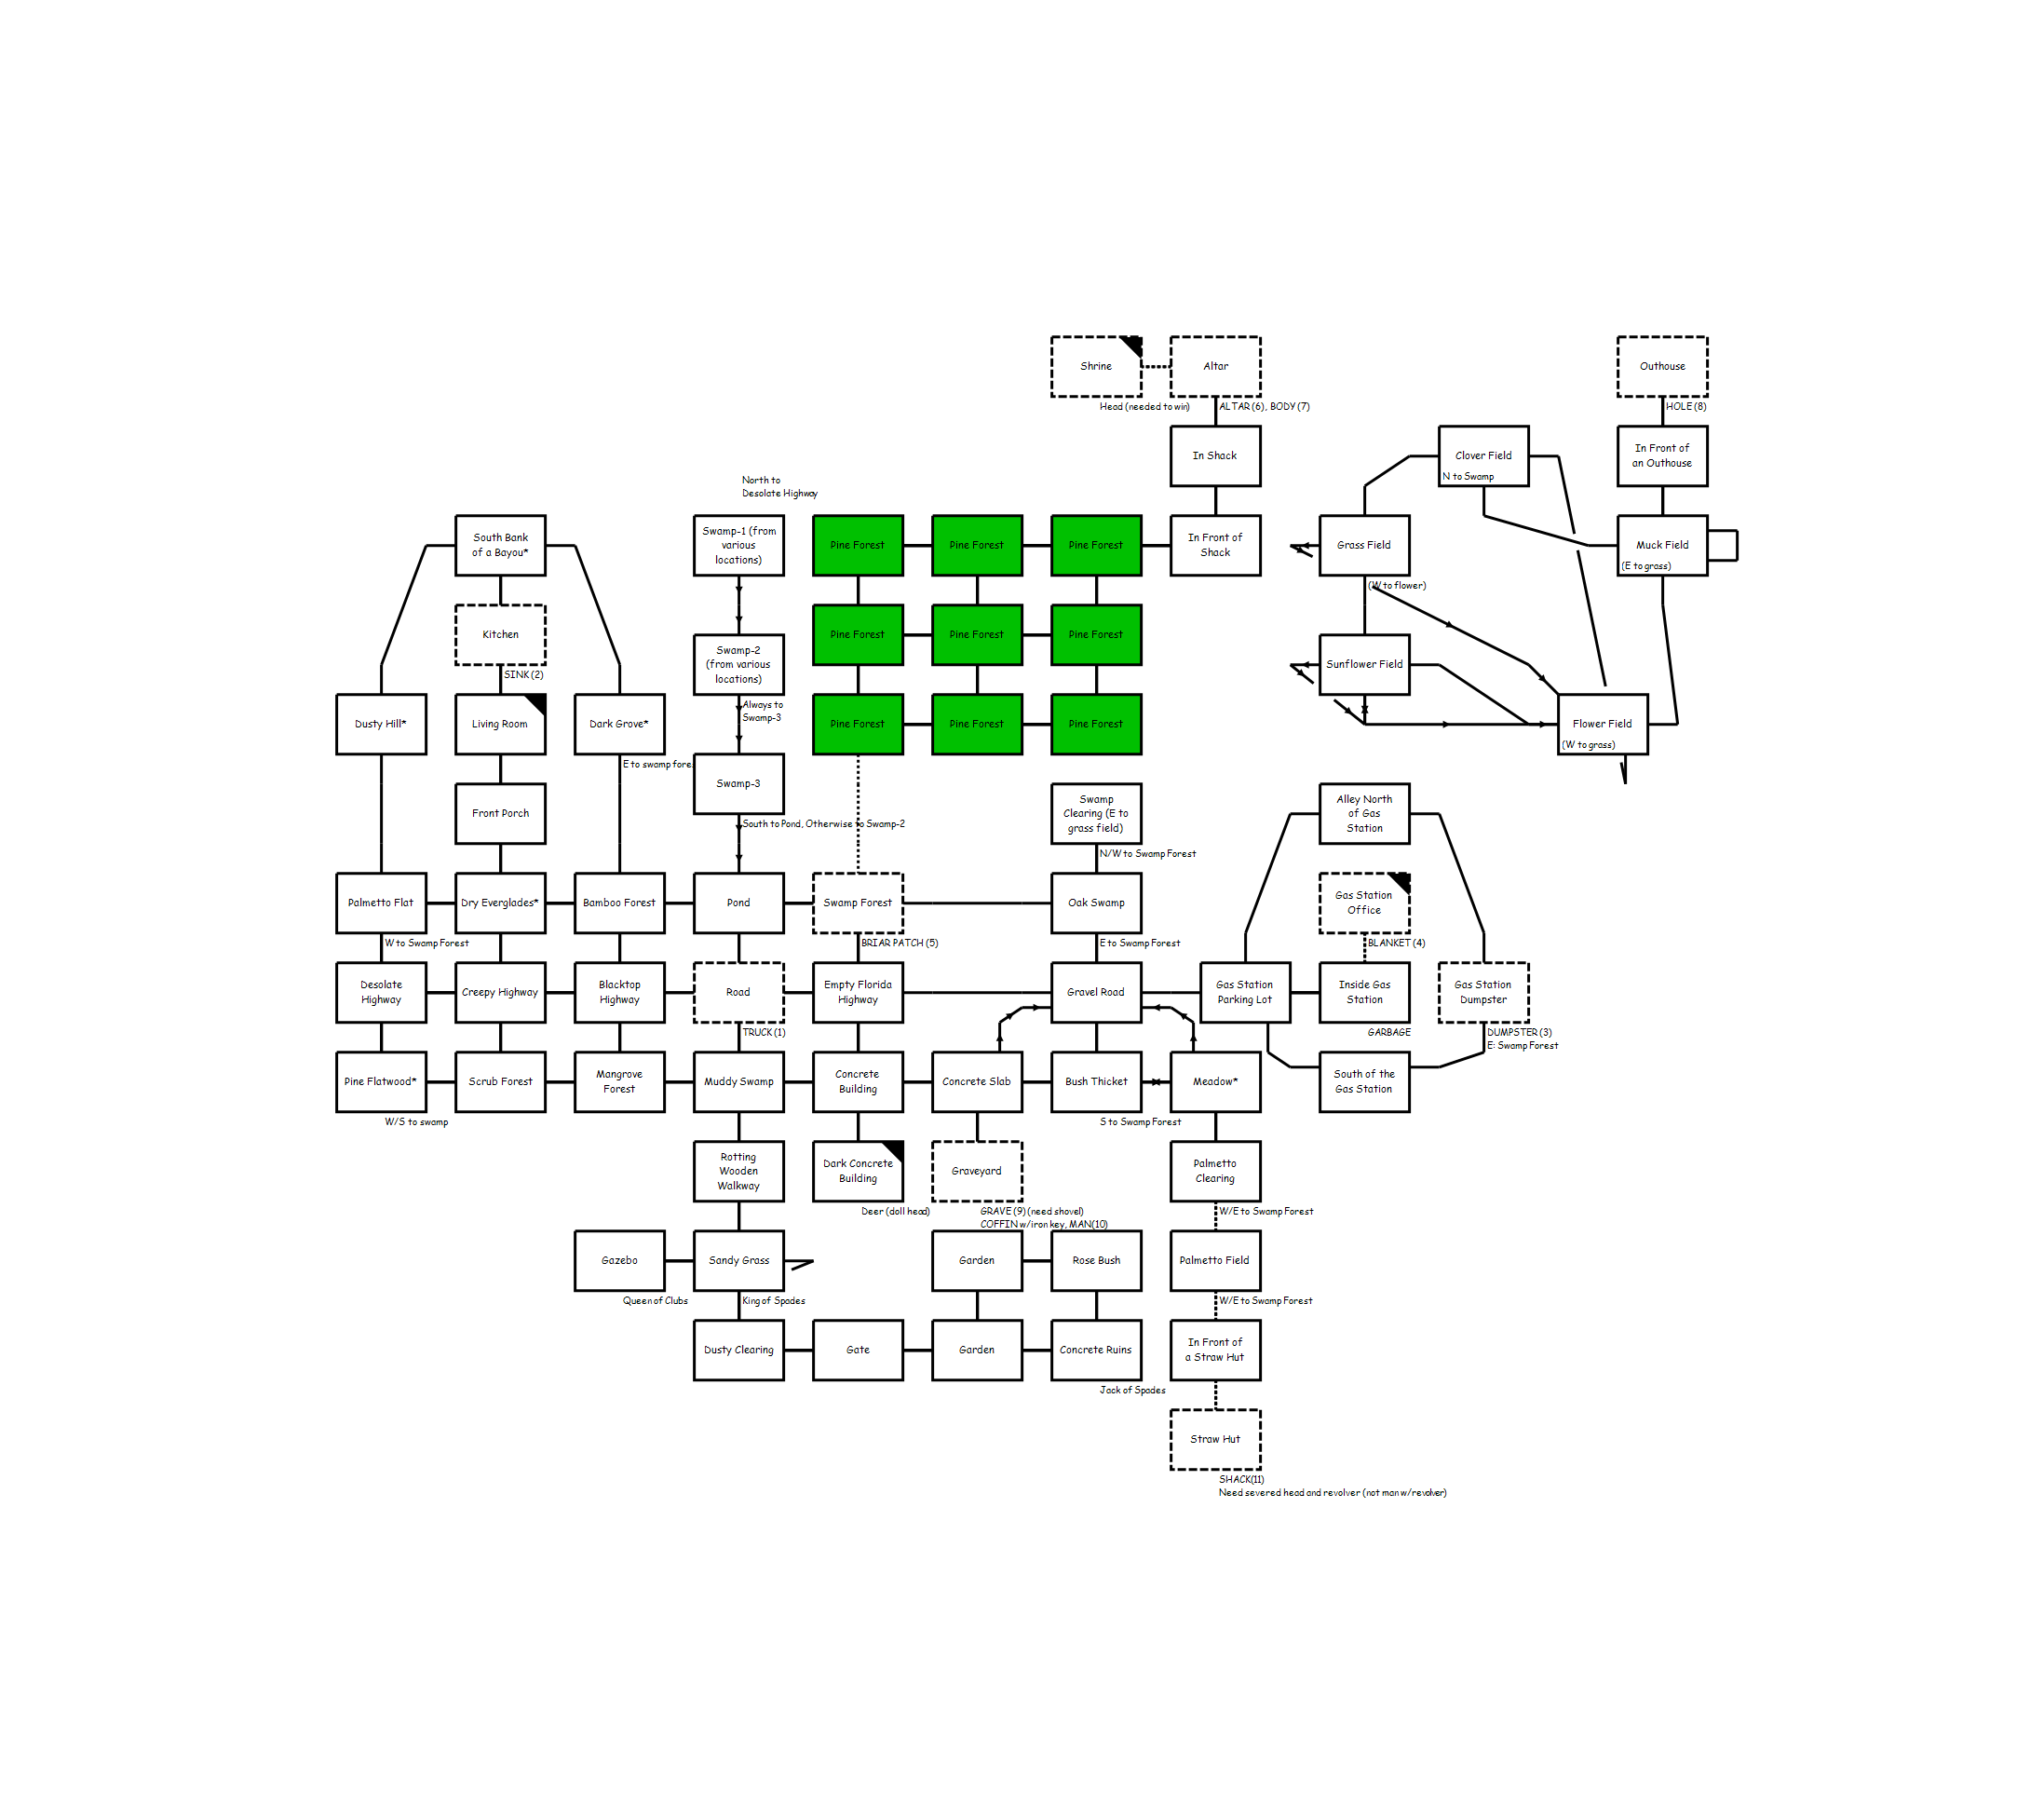 Shrine
Altar
Outhouse
Head (needed to win)
ALTAR (6), BODY (7)
HOLE (8)
In Shack
Clover Field
N to Swamp
In Front of
an Outhouse
North to
Desolate Highway
South Bank
of a Bayou*
Swamp-1 (from
various
locations)
Pine Forest
Pine Forest
Pine Forest
In Front of
Shack
Grass Field
(W to flower)
Muck Field
(E to grass)
Kitchen
SINK (2)
Swamp-2
(from various
locations)
Always to
Swamp-3
Pine Forest
Pine Forest
Pine Forest
Sunflower Field
Dusty Hill*
Living Room
Dark Grove*
E to swamp fore
Pine Forest
Pine Forest
Pine Forest
Flower Field
(W to grass)
Swamp-3
South to Pond, Otherwise to Swamp-2
Front Porch
Swamp
Clearing (E to
grass field)
N/W to Swamp Forest
Alley North
of Gas
Station
Palmetto Flat
W to Swamp Forest
Dry Everglades*
Bamboo Forest
Pond
Swamp Forest
BRIAR PATCH (5)
Oak Swamp
E to Swamp Forest
Gas Station
Office
BLANKET (4)
Desolate
Highway
Creepy Highway
Blacktop
Highway
Road
TRUCK (1)
Empty Florida
Highway
Gravel Road
Gas Station
Parking Lot
Inside Gas
Station
GARBAGE
Gas Station
Dumpster
DUMPSTER (3)
E: Swamp Forest
Pine Flatwood*
W/S to swamp
Scrub Forest
Mangrove
Forest
Muddy Swamp
Concrete
Building
Concrete Slab
Bush Thicket
S to Swamp Forest
Meadow*
South of the
Gas Station
Rotting
Wooden
Walkway
Dark Concrete
Building
Deer (doll head)
Graveyard
GRAVE (9) (need shovel)
COFFIN w/iron key, MAN(10)
Palmetto
Clearing
W/E to Swamp Forest
Gazebo
Queen of Clubs
Sandy Grass
King of Spades
Garden
Rose Bush
Palmetto Field
W/E to Swamp Forest
Dusty Clearing
Gate
Garden
Concrete Ruins
Jack of Spades
In Front of
a Straw Hut
Straw Hut
SHACK(11)
Need severed head and revolver (not man w/revolver)